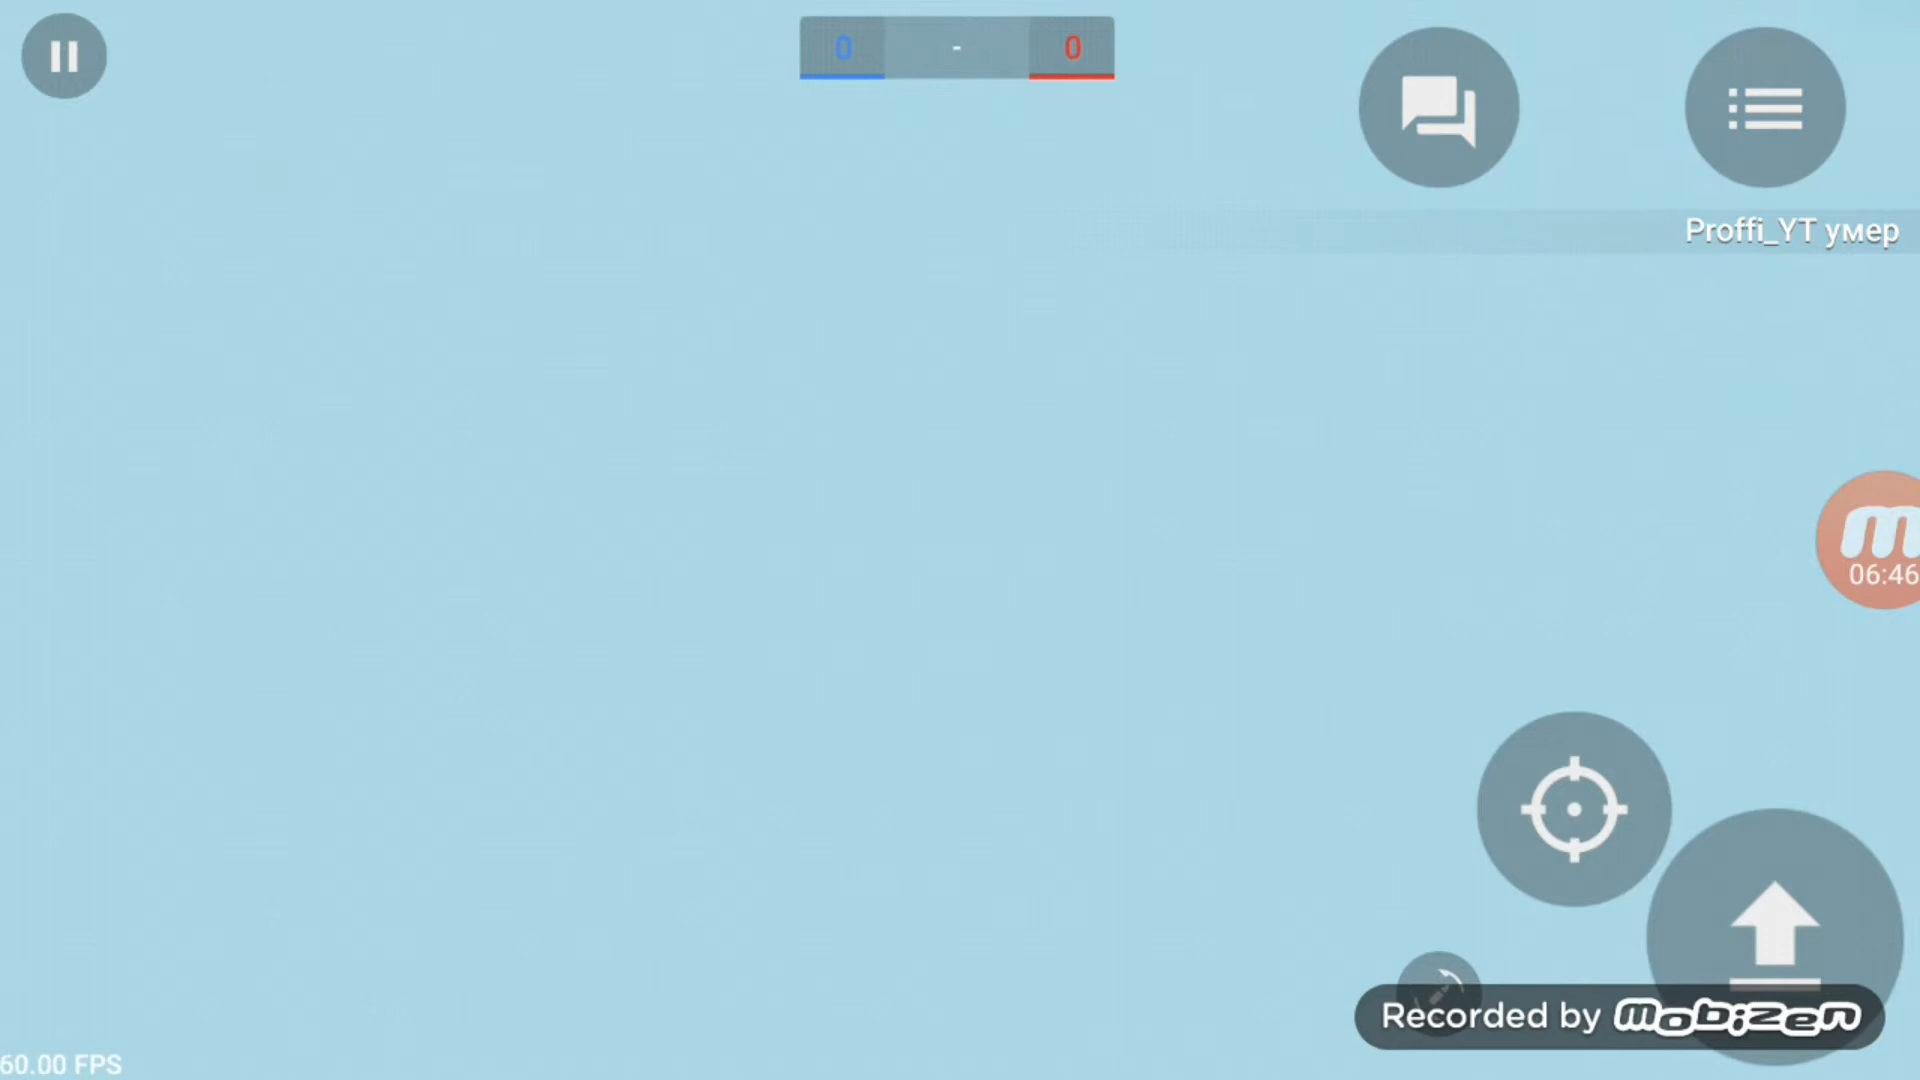 0 - 0
Proffi_YT умер
m
06:46
Recorded by mobizen
60.00 FPS